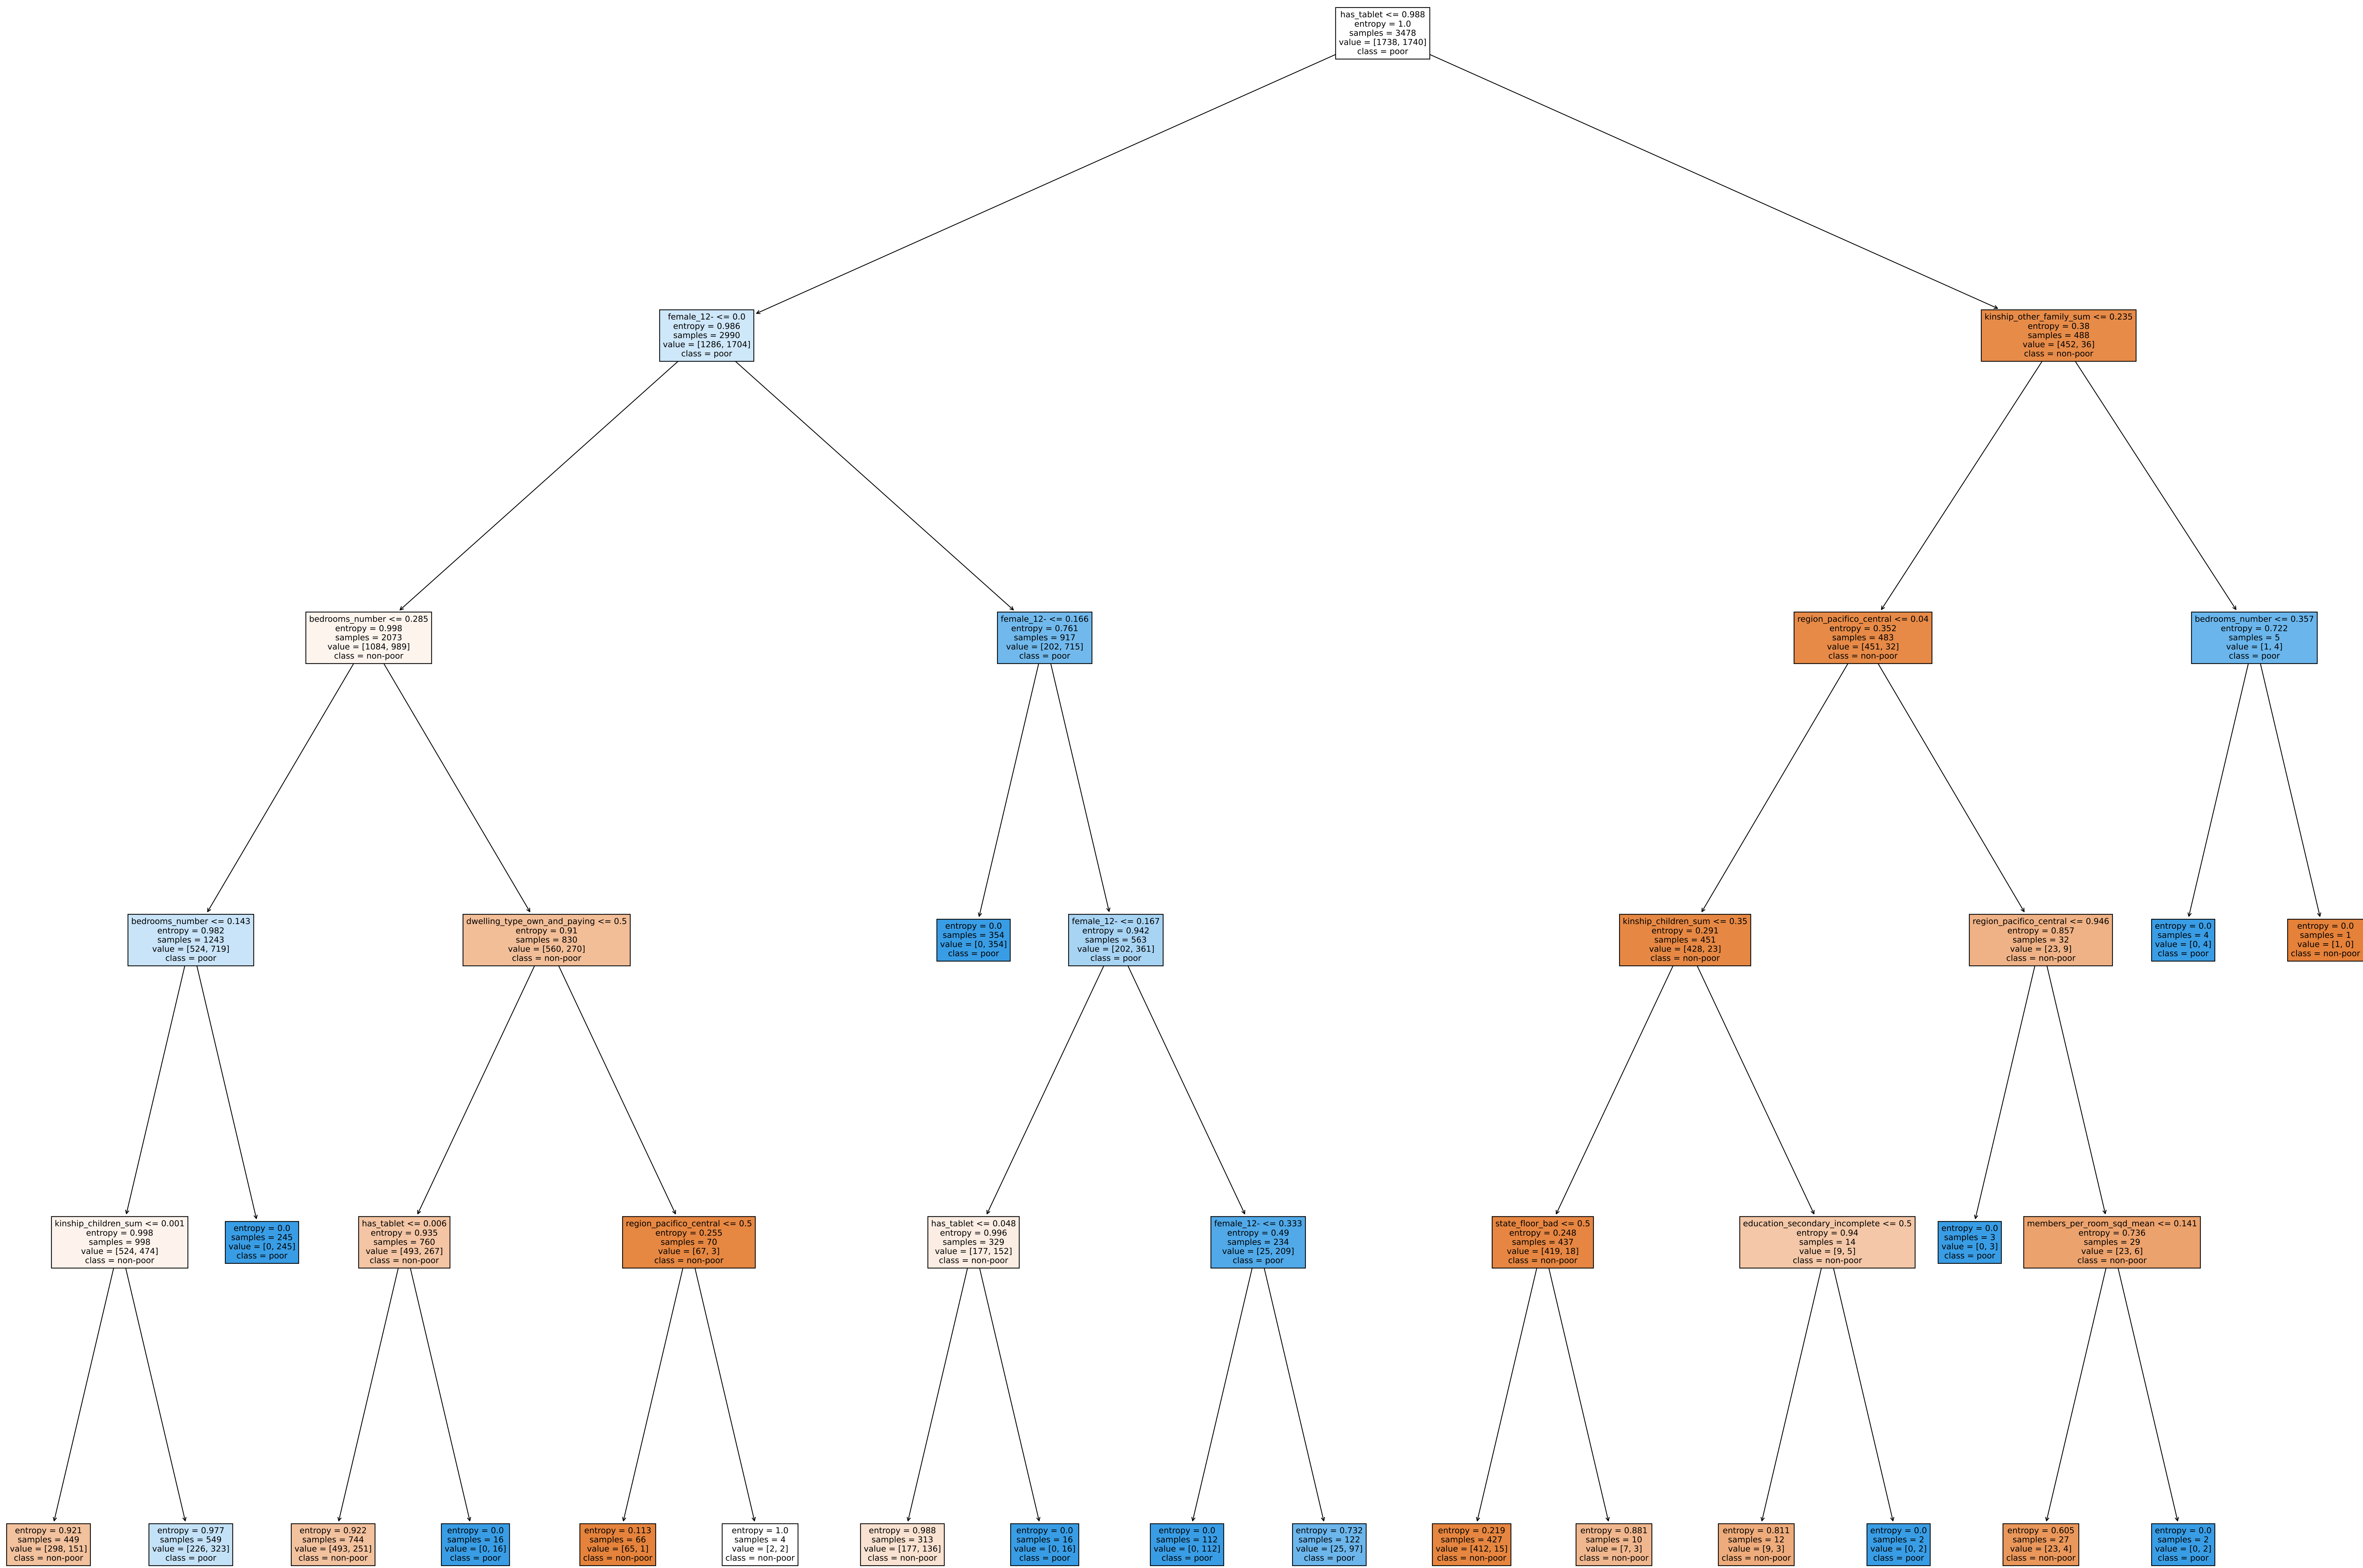 has_tablet <= 0.988
entropy = 1.0
samples = 3478
value = [1738, 1740]
class = poor
female_12- <= 0.0
entropy = 0.986
samples = 2990
value = [1286, 1704]
class = poor
kinship_other_family_sum <= 0.235
entropy = 0.38
samples = 488
value = [452, 36]
class = non-poor
bedrooms_number <= 0.285
entropy = 0.998
samples = 2073
value = [1084, 989]
class = non-poor
female_12- <= 0.166
entropy = 0.761
samples = 917
value = [202, 715]
class = poor
region_pacifico_central <= 0.04
entropy = 0.352
samples = 483
value = [451, 32]
class = non-poor
bedrooms_number <= 0.357
entropy = 0.722
samples = 5
value = [1, 4]
class = poor
bedrooms_number <= 0.143
entropy = 0.982
samples = 1243
value = [524, 719]
class = poor
dwelling_type_own_and_paying <= 0.5
entropy = 0.91
samples = 830
value = [560, 270]
class = non-poor
entropy = 0.0
samples = 354
value = [0, 354]
class = poor
female_12- <= 0.167
entropy = 0.942
samples = 563
value = [202, 361]
class = poor
kinship_children_sum <= 0.35
entropy = 0.291
samples = 451
value = [428, 23]
class = non-poor
region_pacifico_central <= 0.946
entropy = 0.857
samples = 32
value = [23, 9]
class = non-poor
entropy = 0.0
samples = 4
value = [0, 4]
class = poor
entropy = 0.0
samples = 1
value = [1, 0]
class = non-poor
kinship_children_sum <= 0.001
entropy = 0.998
samples = 998
value = [524, 474]
class = non-poor
entropy = 0.0
samples = 245
value = [0, 245]
class = poor
has_tablet <= 0.006
entropy = 0.935
samples = 760
value = [493, 267]
class = non-poor
region_pacifico_central <= 0.5
entropy = 0.255
samples = 70
value = [67, 3]
class = non-poor
has_tablet <= 0.048
entropy = 0.996
samples = 329
value = [177, 152]
class = non-poor
female_12- <= 0.333
entropy = 0.49
samples = 234
value = [25, 209]
class = poor
state_floor_bad <= 0.5
entropy = 0.248
samples = 437
value = [419, 18]
class = non-poor
education_secondary_incomplete <= 0.5
entropy = 0.94
samples = 14
value = [9, 5]
class = non-poor
entropy = 0.0
samples = 3
value = [0, 3]
class = poor
members_per_room_sqd_mean <= 0.141
entropy = 0.736
samples = 29
value = [23, 6]
class = non-poor
entropy = 0.921
samples = 449
value = [298, 151]
class = non-poor
entropy = 0.977
samples = 549
value = [226, 323]
class = poor
entropy = 0.922
samples = 744
value = [493, 251]
class = non-poor
entropy = 0.0
samples = 16
value = [0, 16]
class = poor
entropy = 0.113
samples = 66
value = [65, 1]
class = non-poor
entropy = 1.0
samples = 4
value = [2, 2]
class = non-poor
entropy = 0.988
samples = 313
value = [177, 136]
class = non-poor
entropy = 0.0
samples = 16
value = [0, 16]
class = poor
entropy = 0.0
samples = 112
value = [0, 112]
class = poor
entropy = 0.732
samples = 122
value = [25, 97]
class = poor
entropy = 0.219
samples = 427
value = [412, 15]
class = non-poor
entropy = 0.881
samples = 10
value = [7, 3]
class = non-poor
entropy = 0.811
samples = 12
value = [9, 3]
class = non-poor
entropy = 0.0
samples = 2
value = [0, 2]
class = poor
entropy = 0.605
samples = 27
value = [23, 4]
class = non-poor
entropy = 0.0
samples = 2
value = [0, 2]
class = poor